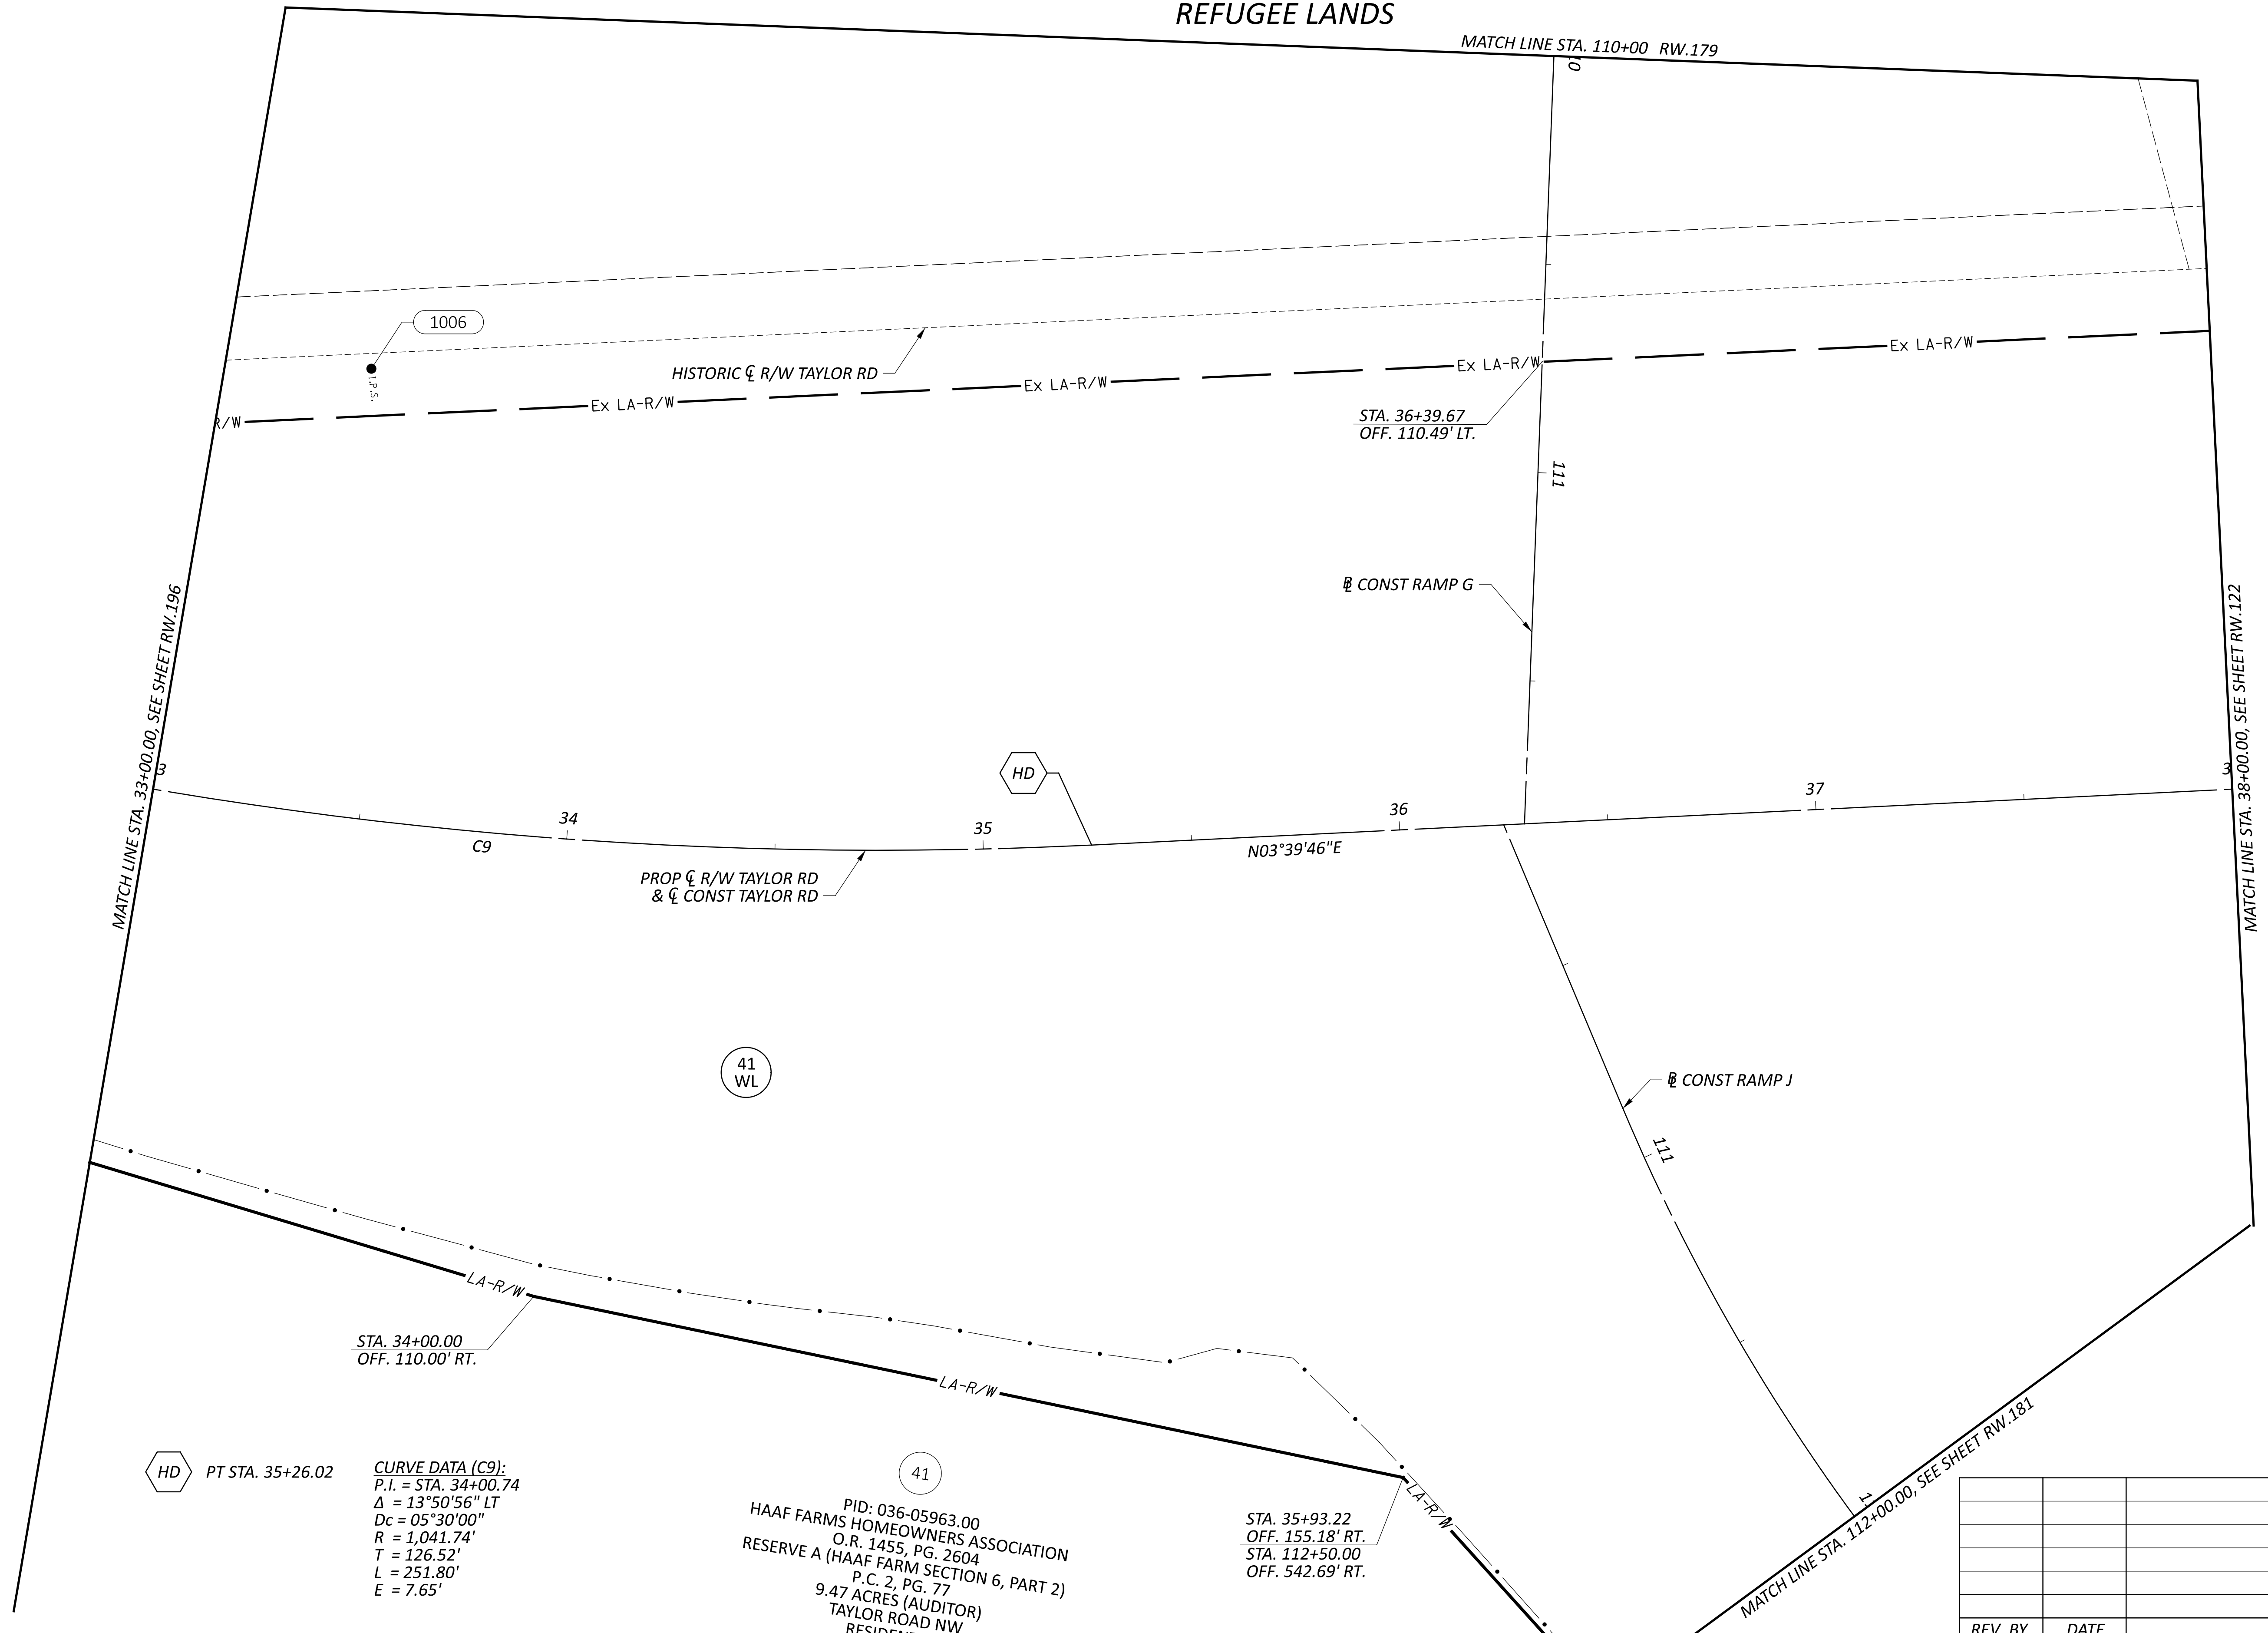 REFUGEE LANDS
MATCH LINE STA. 110+00 RW.179
1006
I.P.S.
HISTORIC ℄ R/W TAYLOR RD
R/W
Ex LA-R/W
Ex LA-R/W
Ex LA-R/W
Ex LA-R/W
STA. 36+39.67
OFF. 110.49' LT.
111
CONST RAMP G
MATCH LINE STA. 33+00.00, SEE SHEET RW.196
MATCH LINE STA. 38+00.00, SEE SHEET RW.122
HD
3
34
35
36
37
3
C9
N03°39'46"E
PROP ℄ R/W TAYLOR RD
& ℄ CONST TAYLOR RD
41
WL
CONST RAMP J
111
LA-R/W
STA. 34+00.00
OFF. 110.00' RT.
LA-R/W
LA-R/W
MATCH LINE STA. 112+00.00, SEE SHEET RW.181
HD PT STA. 35+26.02
CURVE DATA (C9):
P.I. = STA. 34+00.74
Δ = 13°50'56" LT
Dc = 05°30'00"
R = 1,041.74'
T = 126.52'
L = 251.80'
E = 7.65'
41
PID: 036-05963.00
HAAF FARMS HOMEOWNERS ASSOCIATION
O.R. 1455, PG. 2604
RESERVE A (HAAF FARM SECTION 6, PART 2)
P.C. 2, PG. 77
9.47 ACRES (AUDITOR)
TAYLOR ROAD NW
STA. 35+93.22
OFF. 155.18' RT.
STA. 112+50.00
OFF. 542.69' RT.
REV. BY DATE